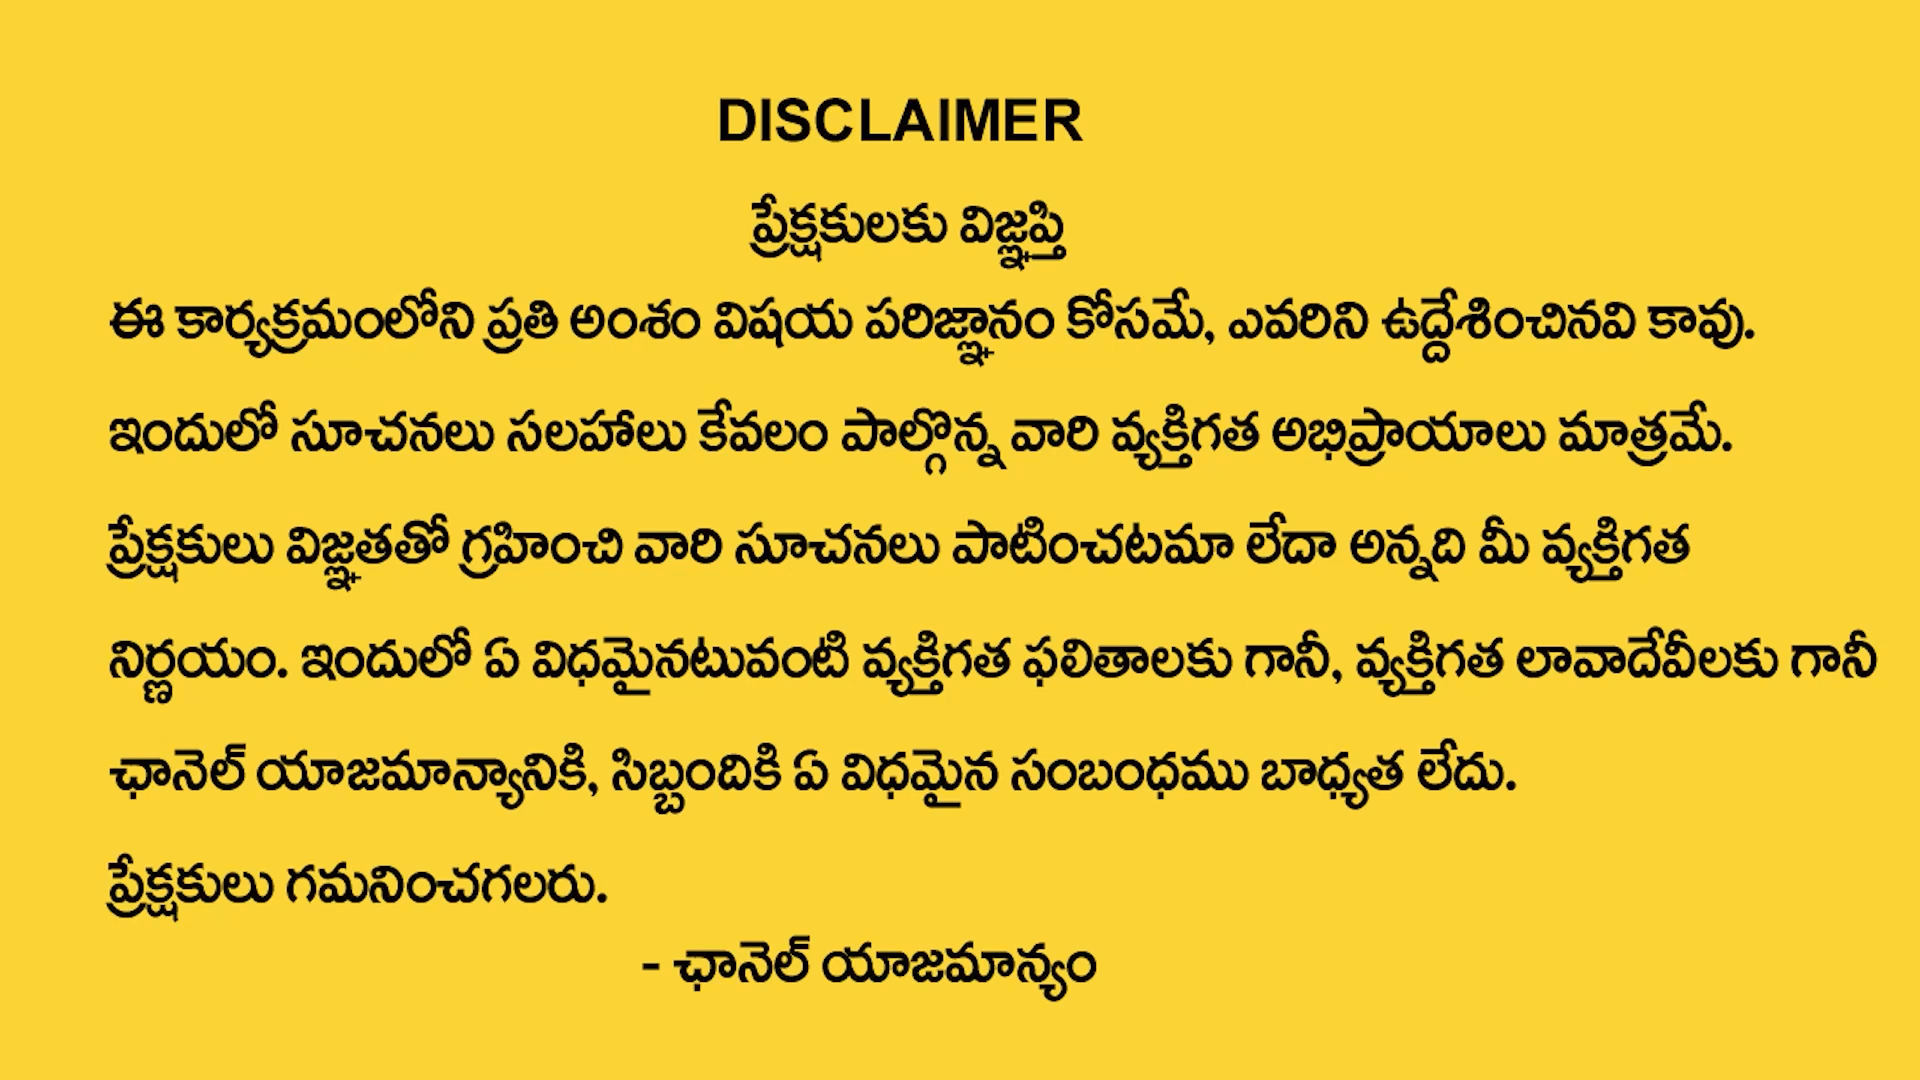 DISCLAIMER
ప్రేక్షకులకు విజ్ఞప్తి
ఈ కార్యక్రమంలోని ప్రతి అంశం విషయ పరిజ్ఞానం కోసమే, ఎవరిని ఉద్దేశించినవి కావు.
ఇందులో సూచనలు సలహాలు కేవలం పాల్గొన్న వారి వ్యక్తిగత అభిప్రాయాలు మాత్రమే.
ప్రేక్షకులు విజ్ఞతతో గ్రహించి వారి సూచనలు పాటించటమా లేదా అన్నది మీ వ్యక్తిగత
నిర్ణయం. ఇందులో ఏ విధమైనటువంటి వ్యక్తిగత ఫలితాలకు గానీ, వ్యక్తిగత లావాదేవీలకు గానీ
ఛానెల్ యాజమాన్యానికి, సిబ్బందికి ఏ విధమైన సంబంధము బాధ్యత లేదు.
ప్రేక్షకులు గమనించగలరు.
- ఛానెల్ యాజమాన్యం